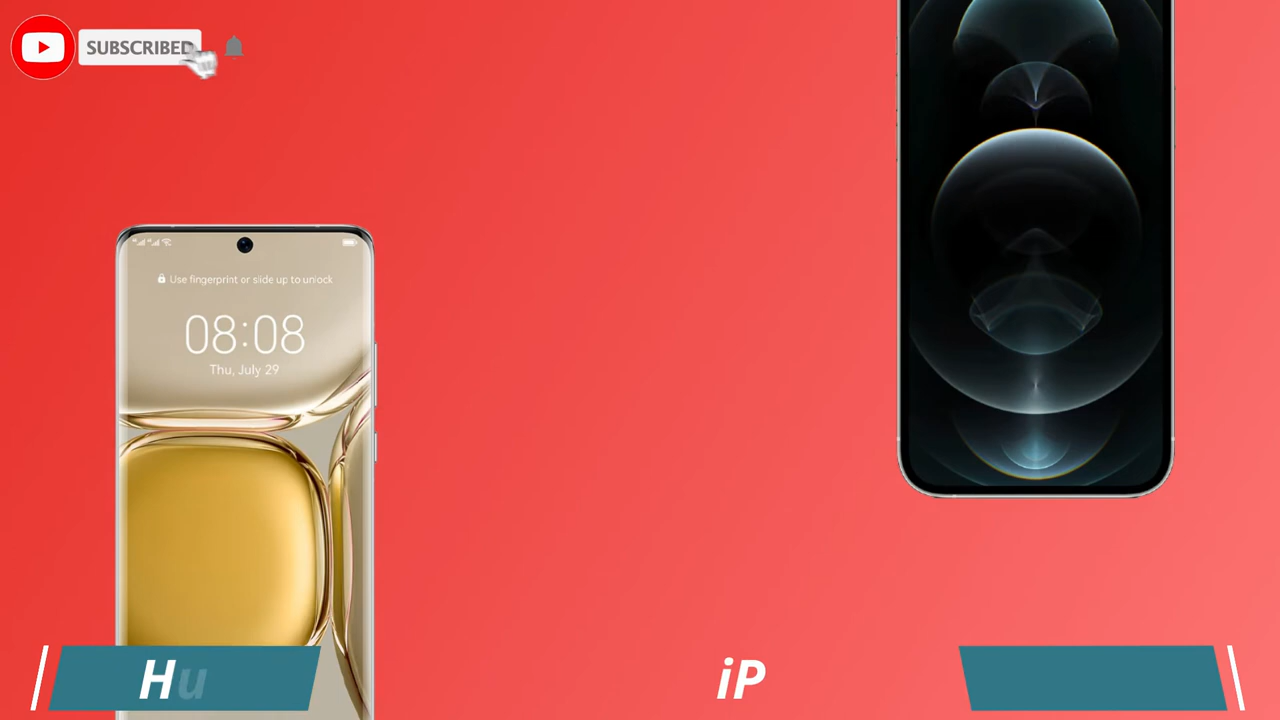 SUBSCRIBED
Use fingerprint or slide up to unlock
08:08
Thu, July 29
Hu
iP